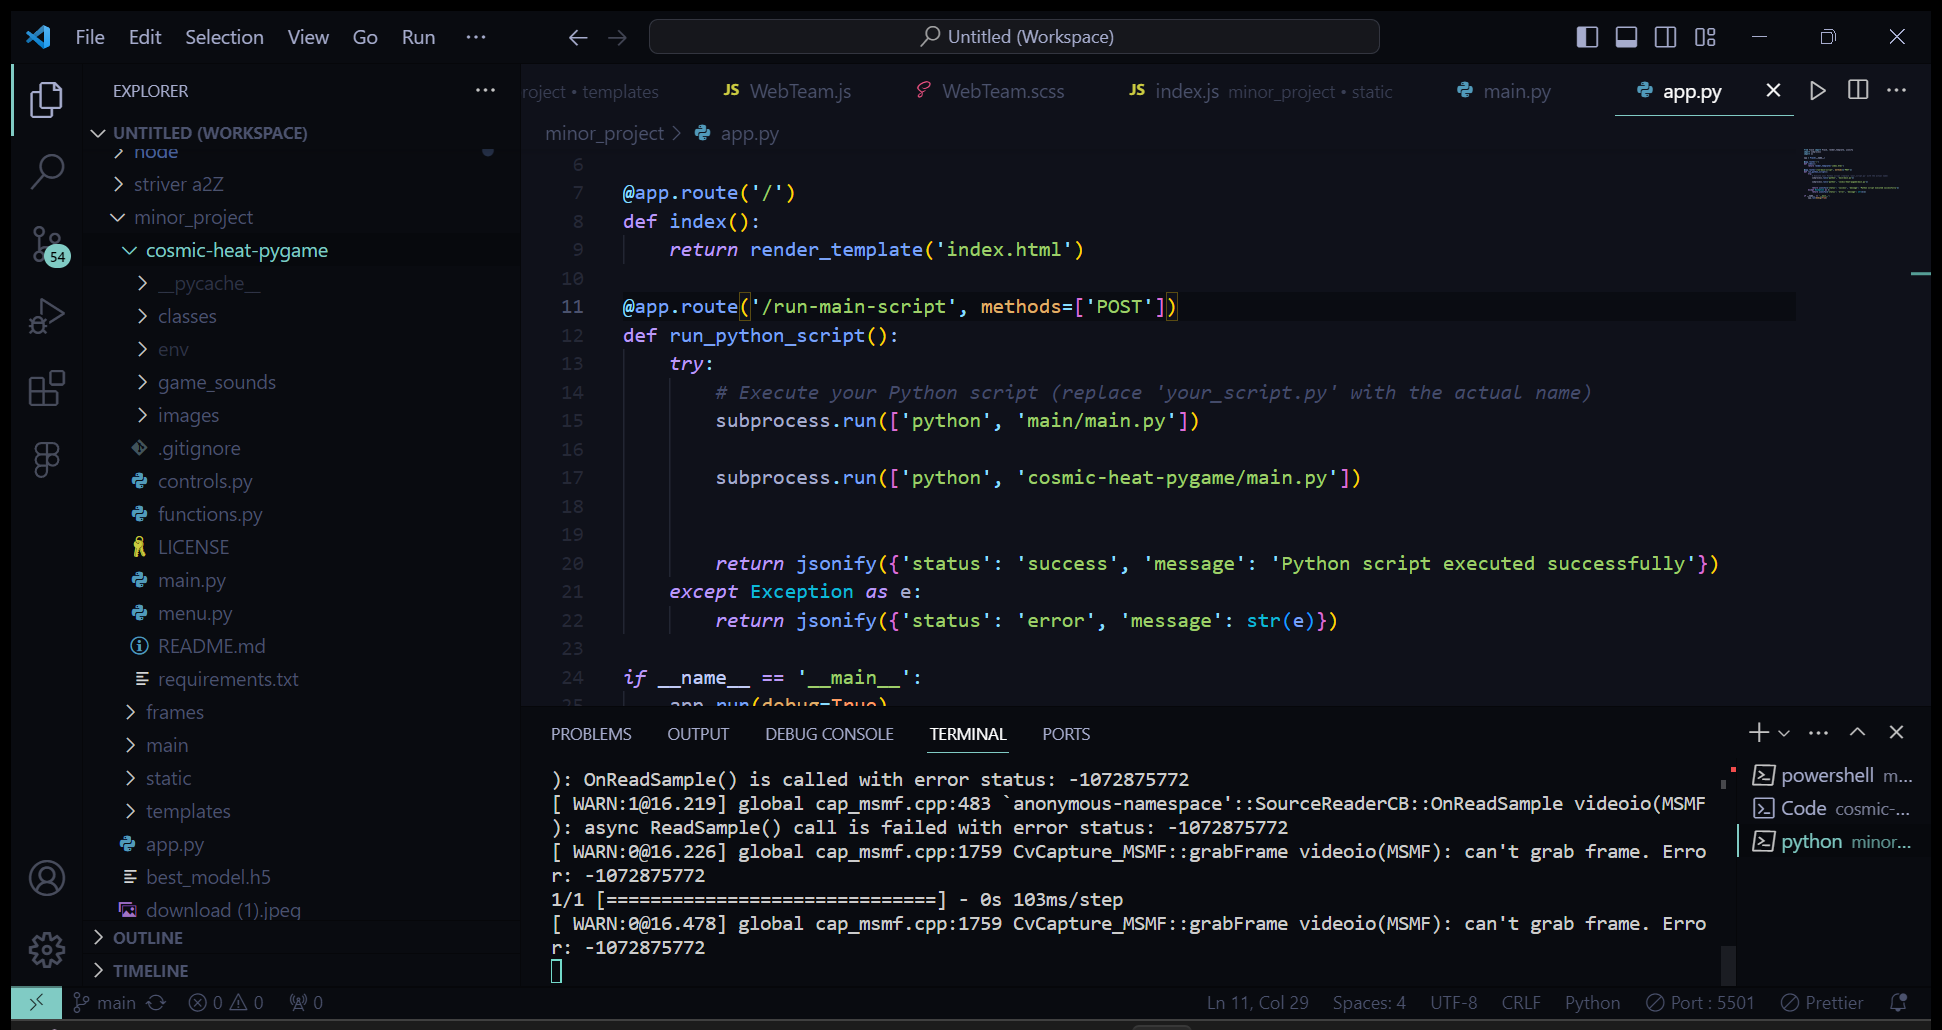 File Edit Selection View Go Run ···
Untitled (Workspace)
EXPLORER ···
roject • templates
JS WebTeam.js
WebTeam.scss
JS index.js minor_project • static
main.py
app.py
UNTITLED (WORKSPACE)
node
striver a2Z
minor_project
cosmic-heat-pygame
__pycache__
classes
env
game_sounds
images
.gitignore
controls.py
functions.py
LICENSE
main.py
menu.py
README.md
requirements.txt
frames
main
static
templates
app.py
best_model.h5
download (1).jpeg
OUTLINE
TIMELINE
54
minor_project > app.py
6
7 @app.route('/')
8 def index():
9 return render_template('index.html')
10
11 @app.route('/run-main-script', methods=['POST'])
12 def run_python_script():
13 try:
14 # Execute your Python script (replace 'your_script.py' with the actual name)
15 subprocess.run(['python', 'main/main.py'])
16
17 subprocess.run(['python', 'cosmic-heat-pygame/main.py'])
18
19
20 return jsonify({'status': 'success', 'message': 'Python script executed successfully'})
21 except Exception as e:
22 return jsonify({'status': 'error', 'message': str(e)})
23
24 if __name__ == '__main__':
25 app.run(debug=True)
PROBLEMS OUTPUT DEBUG CONSOLE TERMINAL PORTS
): OnReadSample() is called with error status: -1072875772
[ WARN:1@16.219] global cap_msmf.cpp:483 `anonymous-namespace'::SourceReaderCB::OnReadSample videoio(MSMF
): async ReadSample() call is failed with error status: -1072875772
[ WARN:0@16.226] global cap_msmf.cpp:1759 CvCapture_MSMF::grabFrame videoio(MSMF): can't grab frame. Erro
r: -1072875772
1/1 [==============================] - 0s 103ms/step
[ WARN:0@16.478] global cap_msmf.cpp:1759 CvCapture_MSMF::grabFrame videoio(MSMF): can't grab frame. Erro
r: -1072875772
powershell m...
Code cosmic-...
python minor...
main 0 0 0
Ln 11, Col 29 Spaces: 4 UTF-8 CRLF Python Port : 5501 Prettier